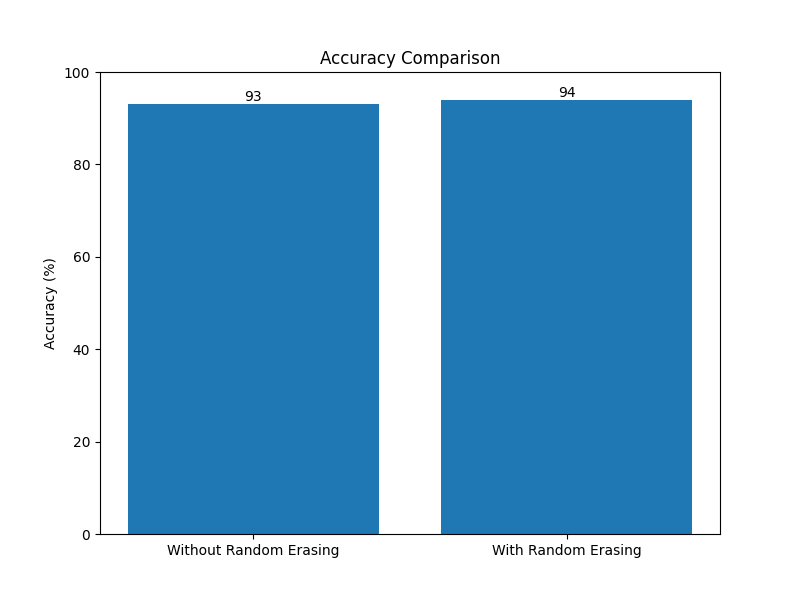 Accuracy Comparison
100
80
60
40
20
0
Accuracy (%)
93
94
Without Random Erasing
With Random Erasing